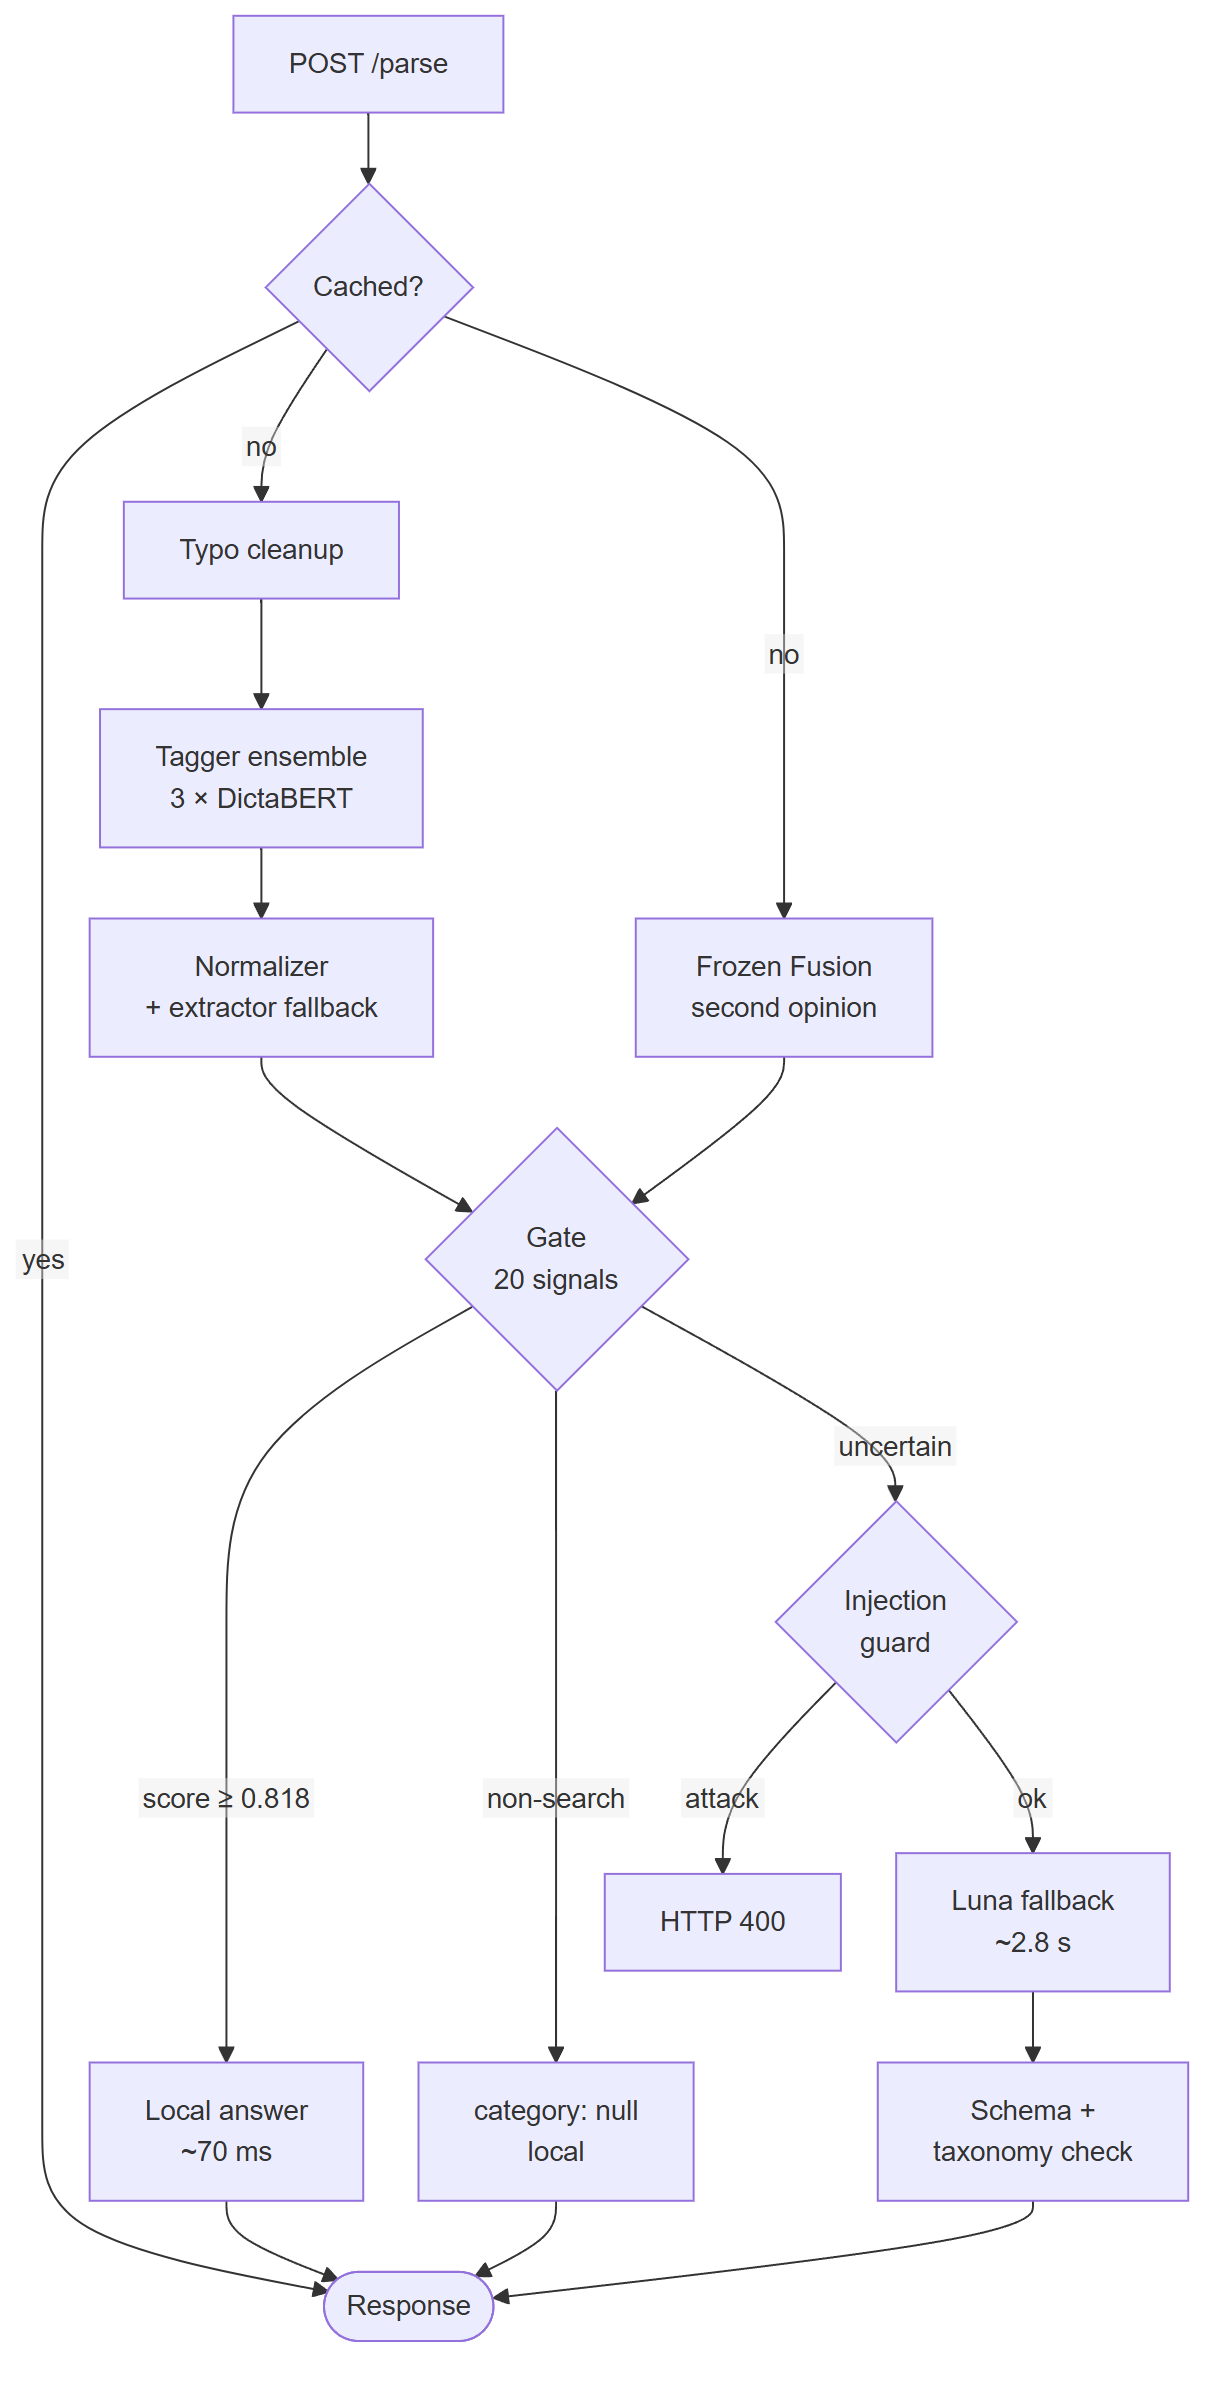 POST /parse
Cached?
no
Typo cleanup
no
Tagger ensemble
3 × DictaBERT
Normalizer
+ extractor fallback
Frozen Fusion
second opinion
Gate
20 signals
yes
uncertain
Injection
guard
score ≥ 0.818
non-search
attack
ok
HTTP 400
Luna fallback
~2.8 s
Local answer
~70 ms
category: null
local
Schema +
taxonomy check
Response